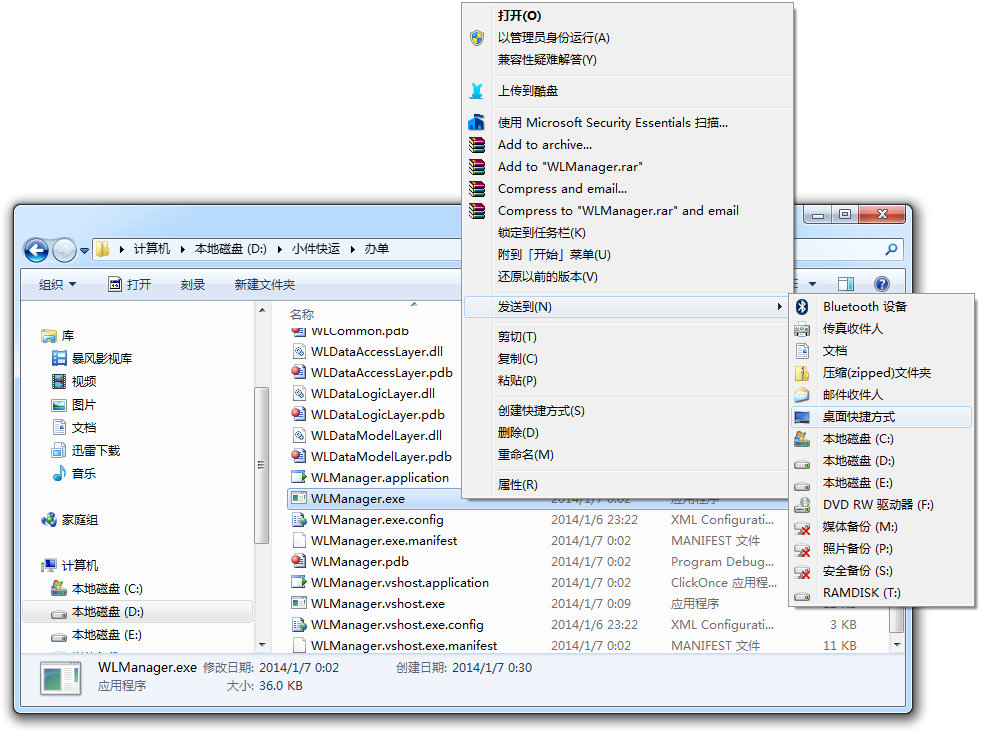 打开(O)
以管理员身份运行(A)
兼容性疑难解答(Y)
上传到酷盘
使用 Microsoft Security Essentials 扫描...
Add to archive...
Add to "WLManager.rar"
Compress and email...
Compress to "WLManager.rar" and email
锁定到任务栏(K)
附到「开始」菜单(U)
还原以前的版本(V)
发送到(N)
剪切(T)
复制(C)
粘贴(P)
创建快捷方式(S)
删除(D)
重命名(M)
属性(R)
Bluetooth 设备
传真收件人
文档
压缩(zipped)文件夹
邮件收件人
桌面快捷方式
本地磁盘 (C:)
本地磁盘 (D:)
本地磁盘 (E:)
DVD RW 驱动器 (F:)
媒体备份 (M:)
照片备份 (P:)
安全备份 (S:)
RAMDISK (T:)
计算机 本地磁盘 (D:) 小件快运 办单
组织 打开 刻录 新建文件夹
库
暴风影视库
视频
图片
文档
迅雷下载
音乐
家庭组
计算机
本地磁盘 (C:)
本地磁盘 (D:)
本地磁盘 (E:)
名称
WLCommon.pdb
WLDataAccessLayer.dll
WLDataAccessLayer.pdb
WLDataLogicLayer.dll
WLDataLogicLayer.pdb
WLDataModelLayer.dll
WLDataModelLayer.pdb
WLManager.application
WLManager.exe 2014/1/7 0:02 应用程序
WLManager.exe.config 2014/1/6 23:22 XML Configurati...
WLManager.exe.manifest 2014/1/7 0:02 MANIFEST 文件
WLManager.pdb 2014/1/7 0:02 Program Debug...
WLManager.vshost.application 2014/1/7 0:02 ClickOnce 应用程...
WLManager.vshost.exe 2014/1/7 0:09 应用程序
WLManager.vshost.exe.config 2014/1/6 23:22 XML Configurati... 3 KB
WLManager.vshost.exe.manifest 2014/1/7 0:02 MANIFEST 文件 11 KB
WLManager.exe 修改日期: 2014/1/7 0:02 创建日期: 2014/1/7 0:30
应用程序 大小: 36.0 KB